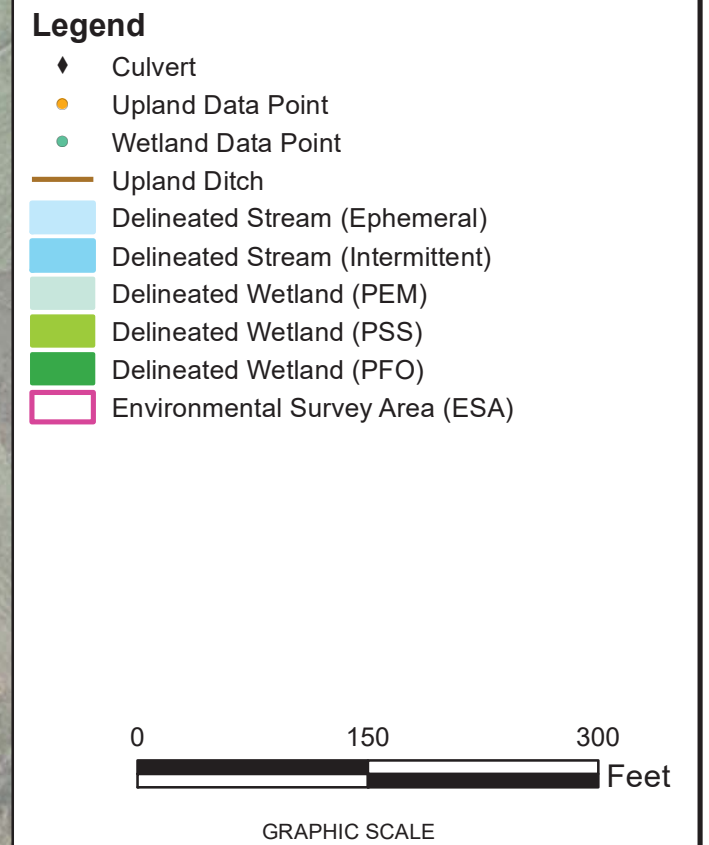 Legend
Culvert
Upland Data Point
Wetland Data Point
Upland Ditch
Delineated Stream (Ephemeral)
Delineated Stream (Intermittent)
Delineated Wetland (PEM)
Delineated Wetland (PSS)
Delineated Wetland (PFO)
Environmental Survey Area (ESA)
0 150 300
Feet
GRAPHIC SCALE